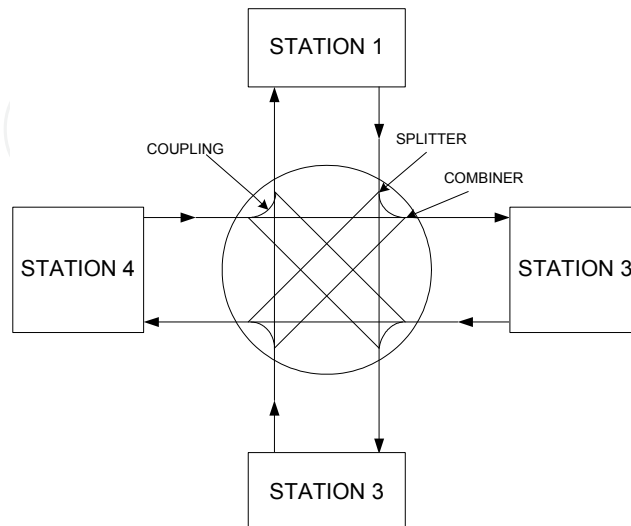 STATION 1
SPLITTER
COUPLING
COMBINER
STATION 4
STATION 3
STATION 3